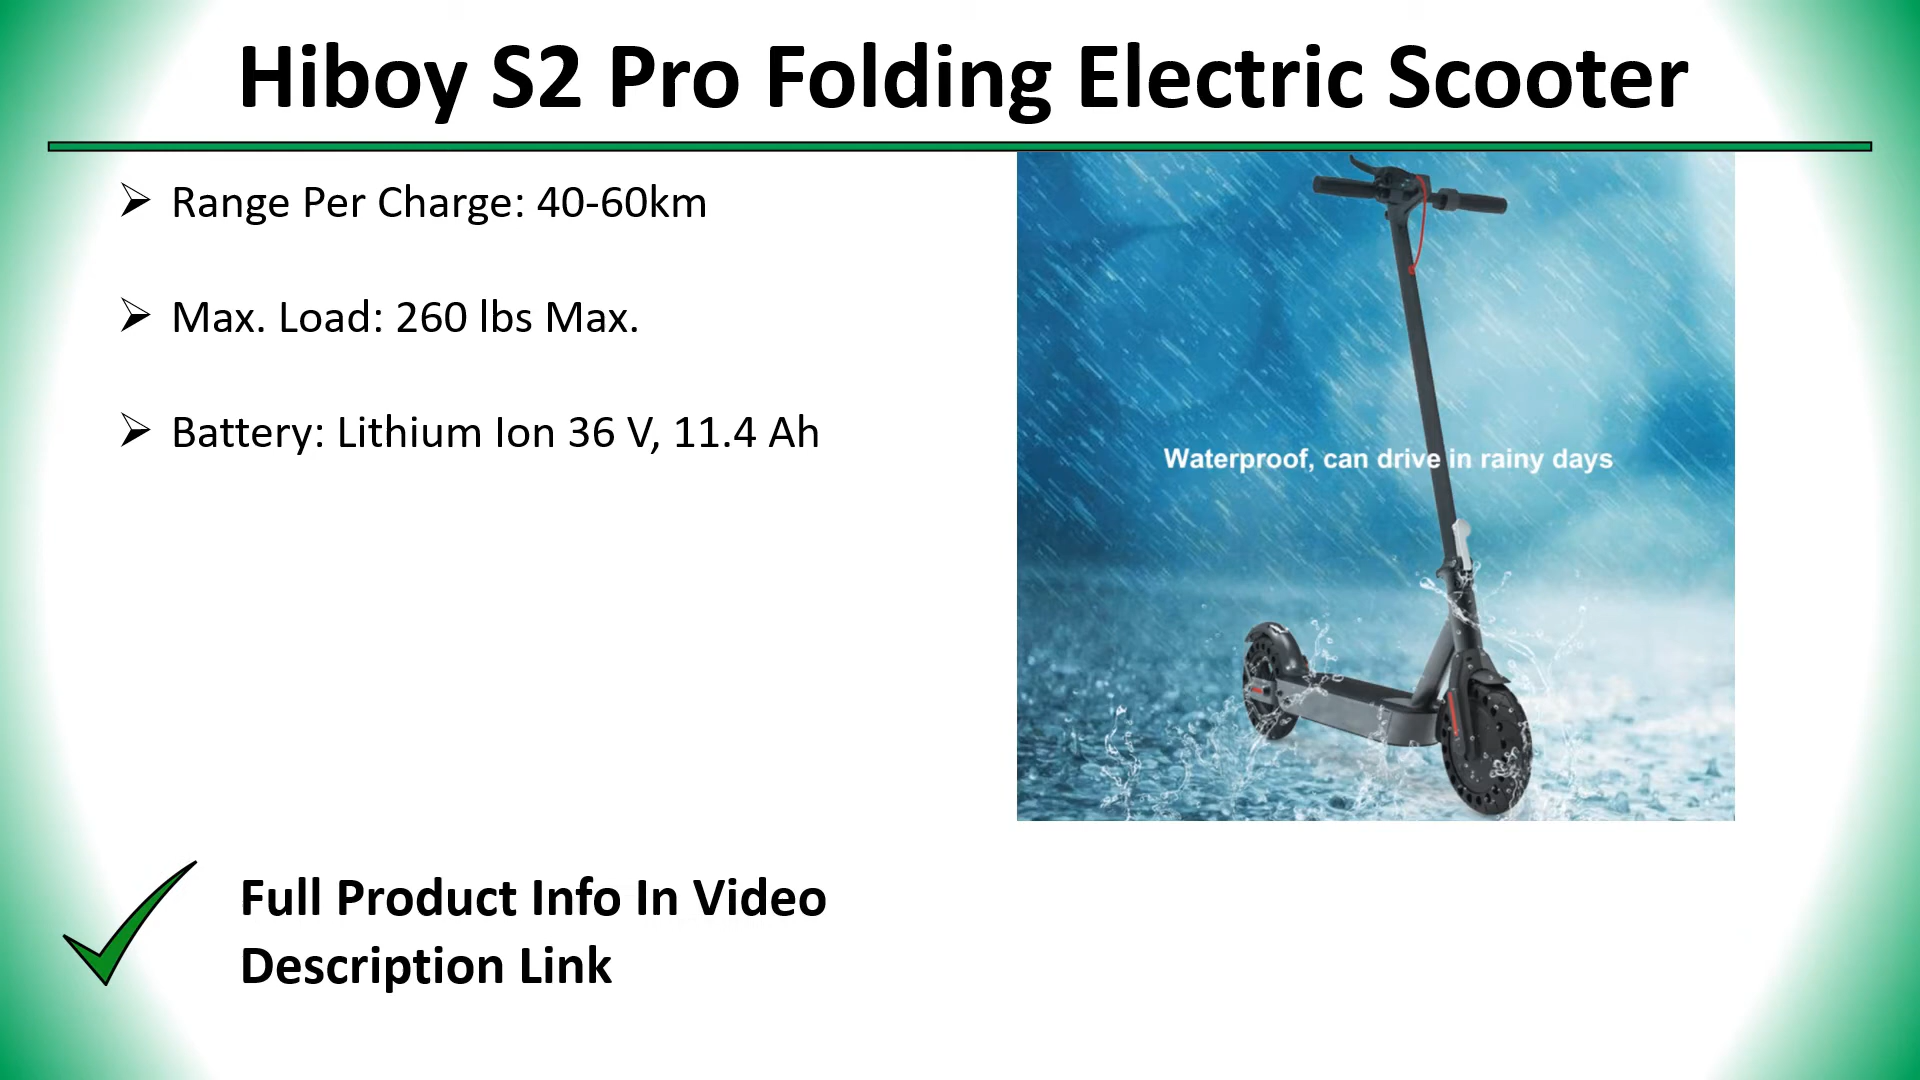 Hiboy S2 Pro Folding Electric Scooter
Range Per Charge: 40-60km
Max. Load: 260 lbs Max.
Battery: Lithium Ion 36 V, 11.4 Ah
Waterproof, can drive in rainy days
Full Product Info In Video
Description Link